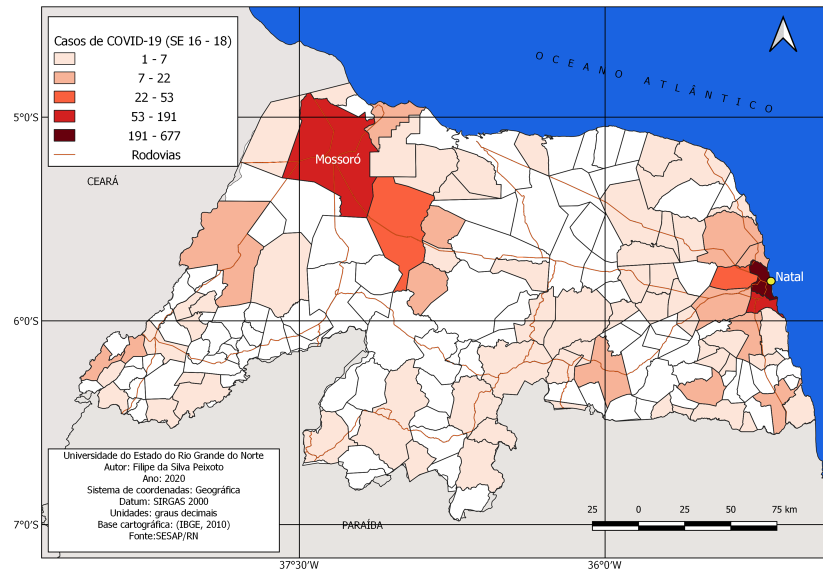 Casos de COVID-19 (SE 16 - 18)
1 - 7
7 - 22
22 - 53
53 - 191
191 - 677
Rodovias
OCEANO ATLÂNTICO
5°0'S
Mossoró
CEARÁ
Natal
6°0'S
Universidade do Estado do Rio Grande do Norte
Autor: Filipe da Silva Peixoto
Ano: 2020
Sistema de coordenadas: Geográfica
Datum: SIRGAS 2000
Unidades: graus decimais
Base cartográfica: (IBGE, 2010)
Fonte:SESAP/RN
25 0 25 50 75 km
7°0'S
PARAÍBA
37°30'W 36°0'W